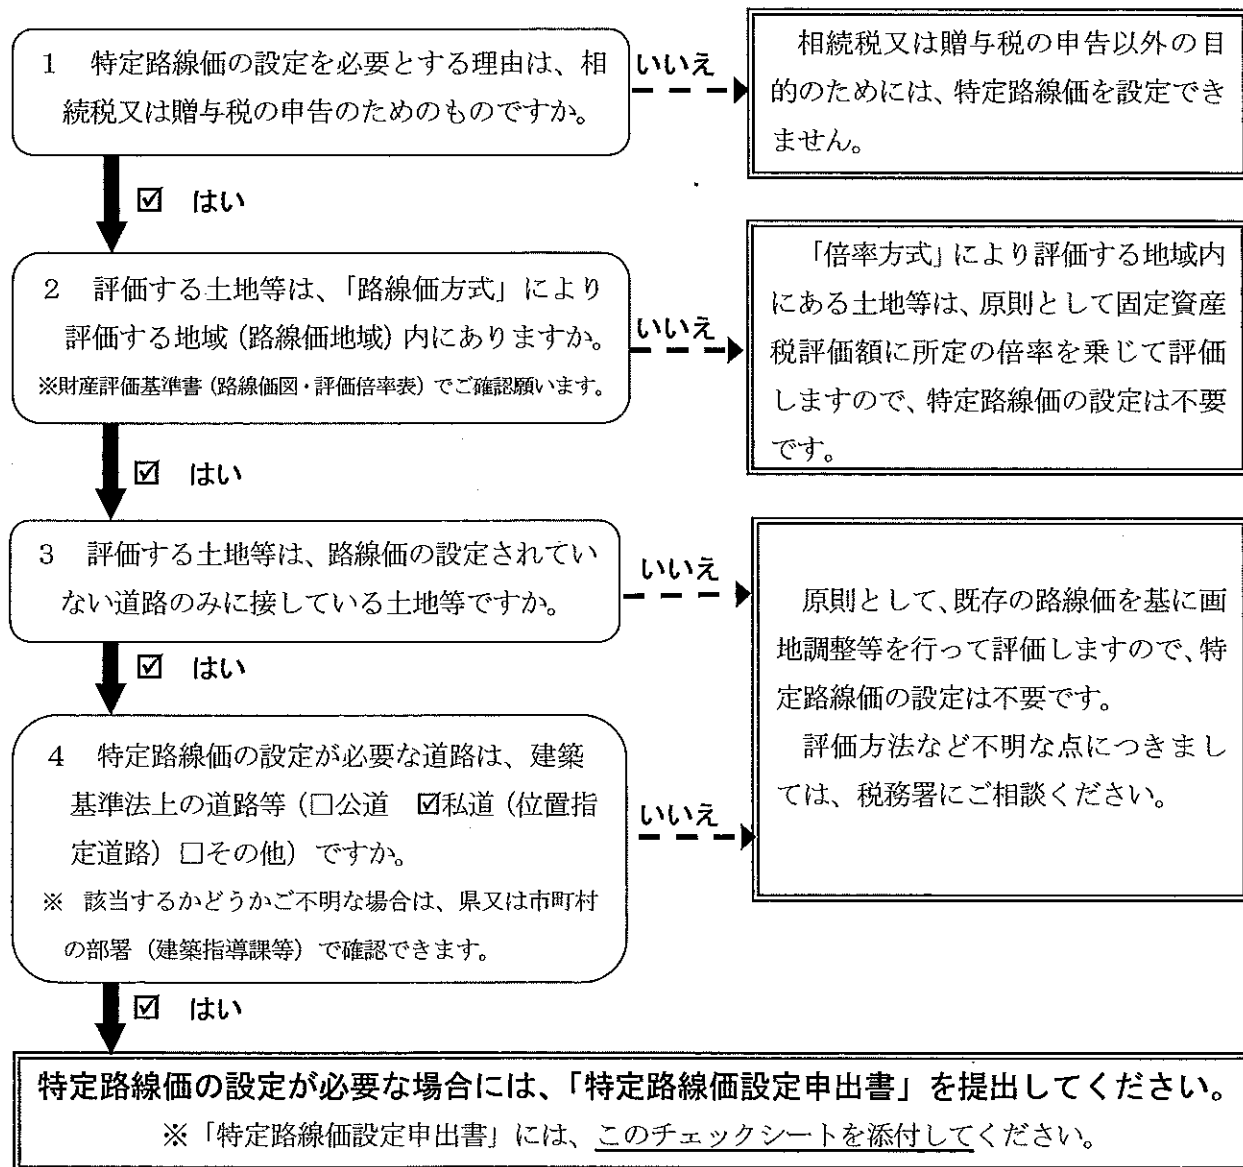 1　特定路線価の設定を必要とする理由は、相
続税又は贈与税の申告のためのものですか。
いいえ
相続税又は贈与税の申告以外の目
的のためには、特定路線価を設定でき
ません。
☑　はい
2　評価する土地等は、「路線価方式」により
評価する地域（路線価地域）内にありますか。
※財産評価基準書（路線価図・評価倍率表）でご確認願います。
いいえ
「倍率方式」により評価する地域内
にある土地等は、原則として固定資産
税評価額に所定の倍率を乗じて評価
しますので、特定路線価の設定は不要
です。
☑　はい
3　評価する土地等は、路線価の設定されてい
ない道路のみに接している土地等ですか。
いいえ
原則として、既存の路線価を基に画
地調整等を行って評価しますので、特
定路線価の設定は不要です。
評価方法など不明な点につきまし
ては、税務署にご相談ください。
☑　はい
4　特定路線価の設定が必要な道路は、建築
基準法上の道路等（□公道　☑私道（位置指
定道路）□その他）ですか。
※　該当するかどうかご不明な場合は、県又は市町村
の部署（建築指導課等）で確認できます。
いいえ
☑　はい
特定路線価の設定が必要な場合には、「特定路線価設定申出書」を提出してください。
※「特定路線価設定申出書」には、このチェックシートを添付してください。